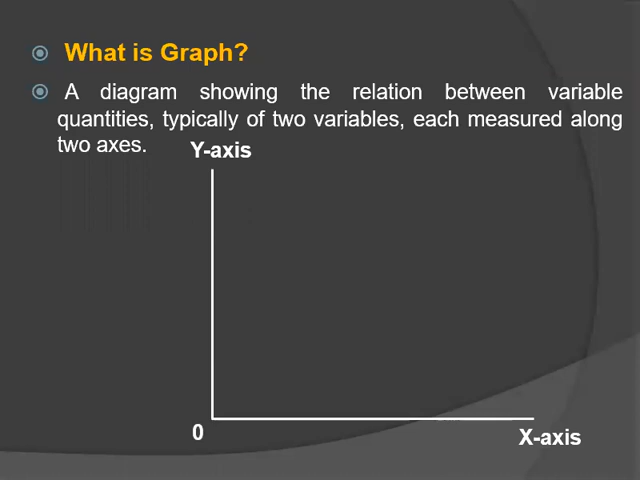 What is Graph?
A diagram showing the relation between variable
quantities, typically of two variables, each measured along
two axes.
Y-axis
0
X-axis